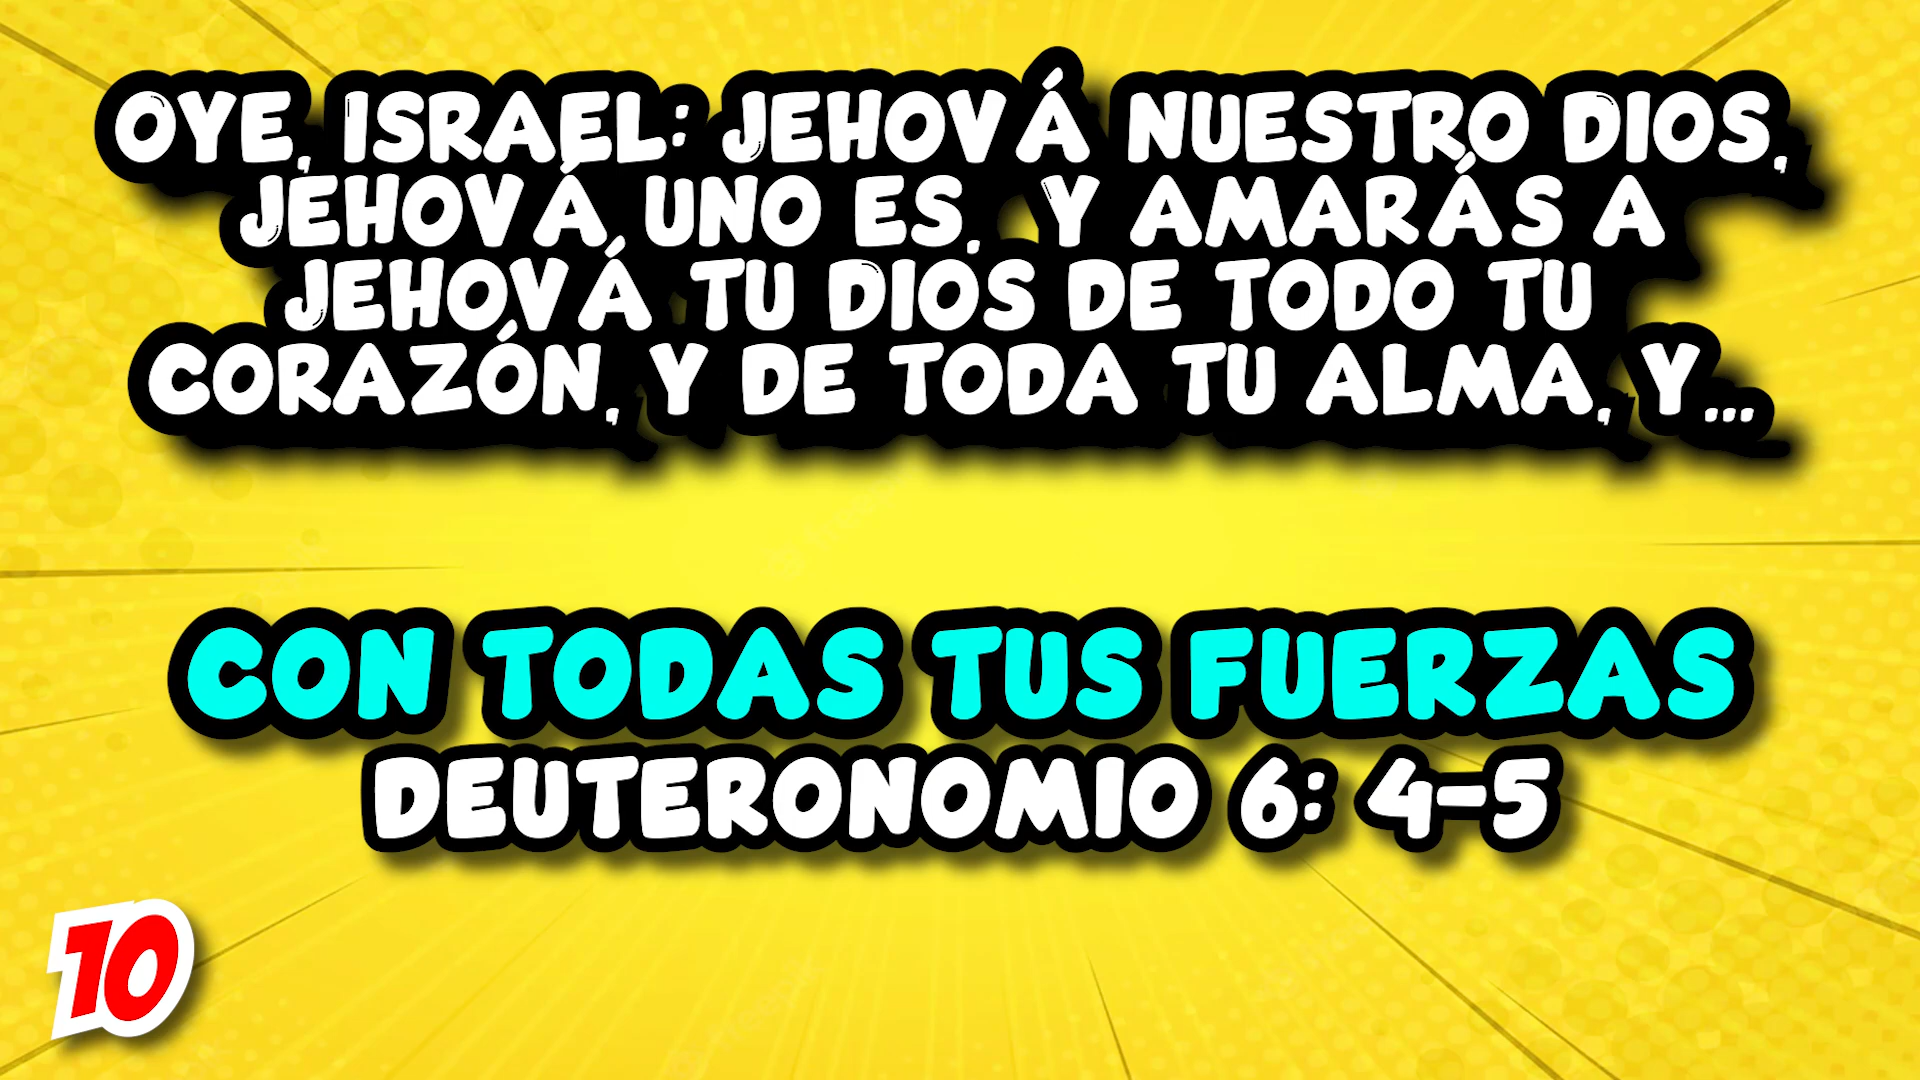 OYE, ISRAEL: JEHOVÁ NUESTRO DIOS,
JEHOVÁ UNO ES. Y AMARÁS A
JEHOVÁ TU DIOS DE TODO TU
CORAZÓN, Y DE TODA TU ALMA, Y...
CON TODAS TUS FUERZAS
DEUTERONOMIO 6: 4-5
10